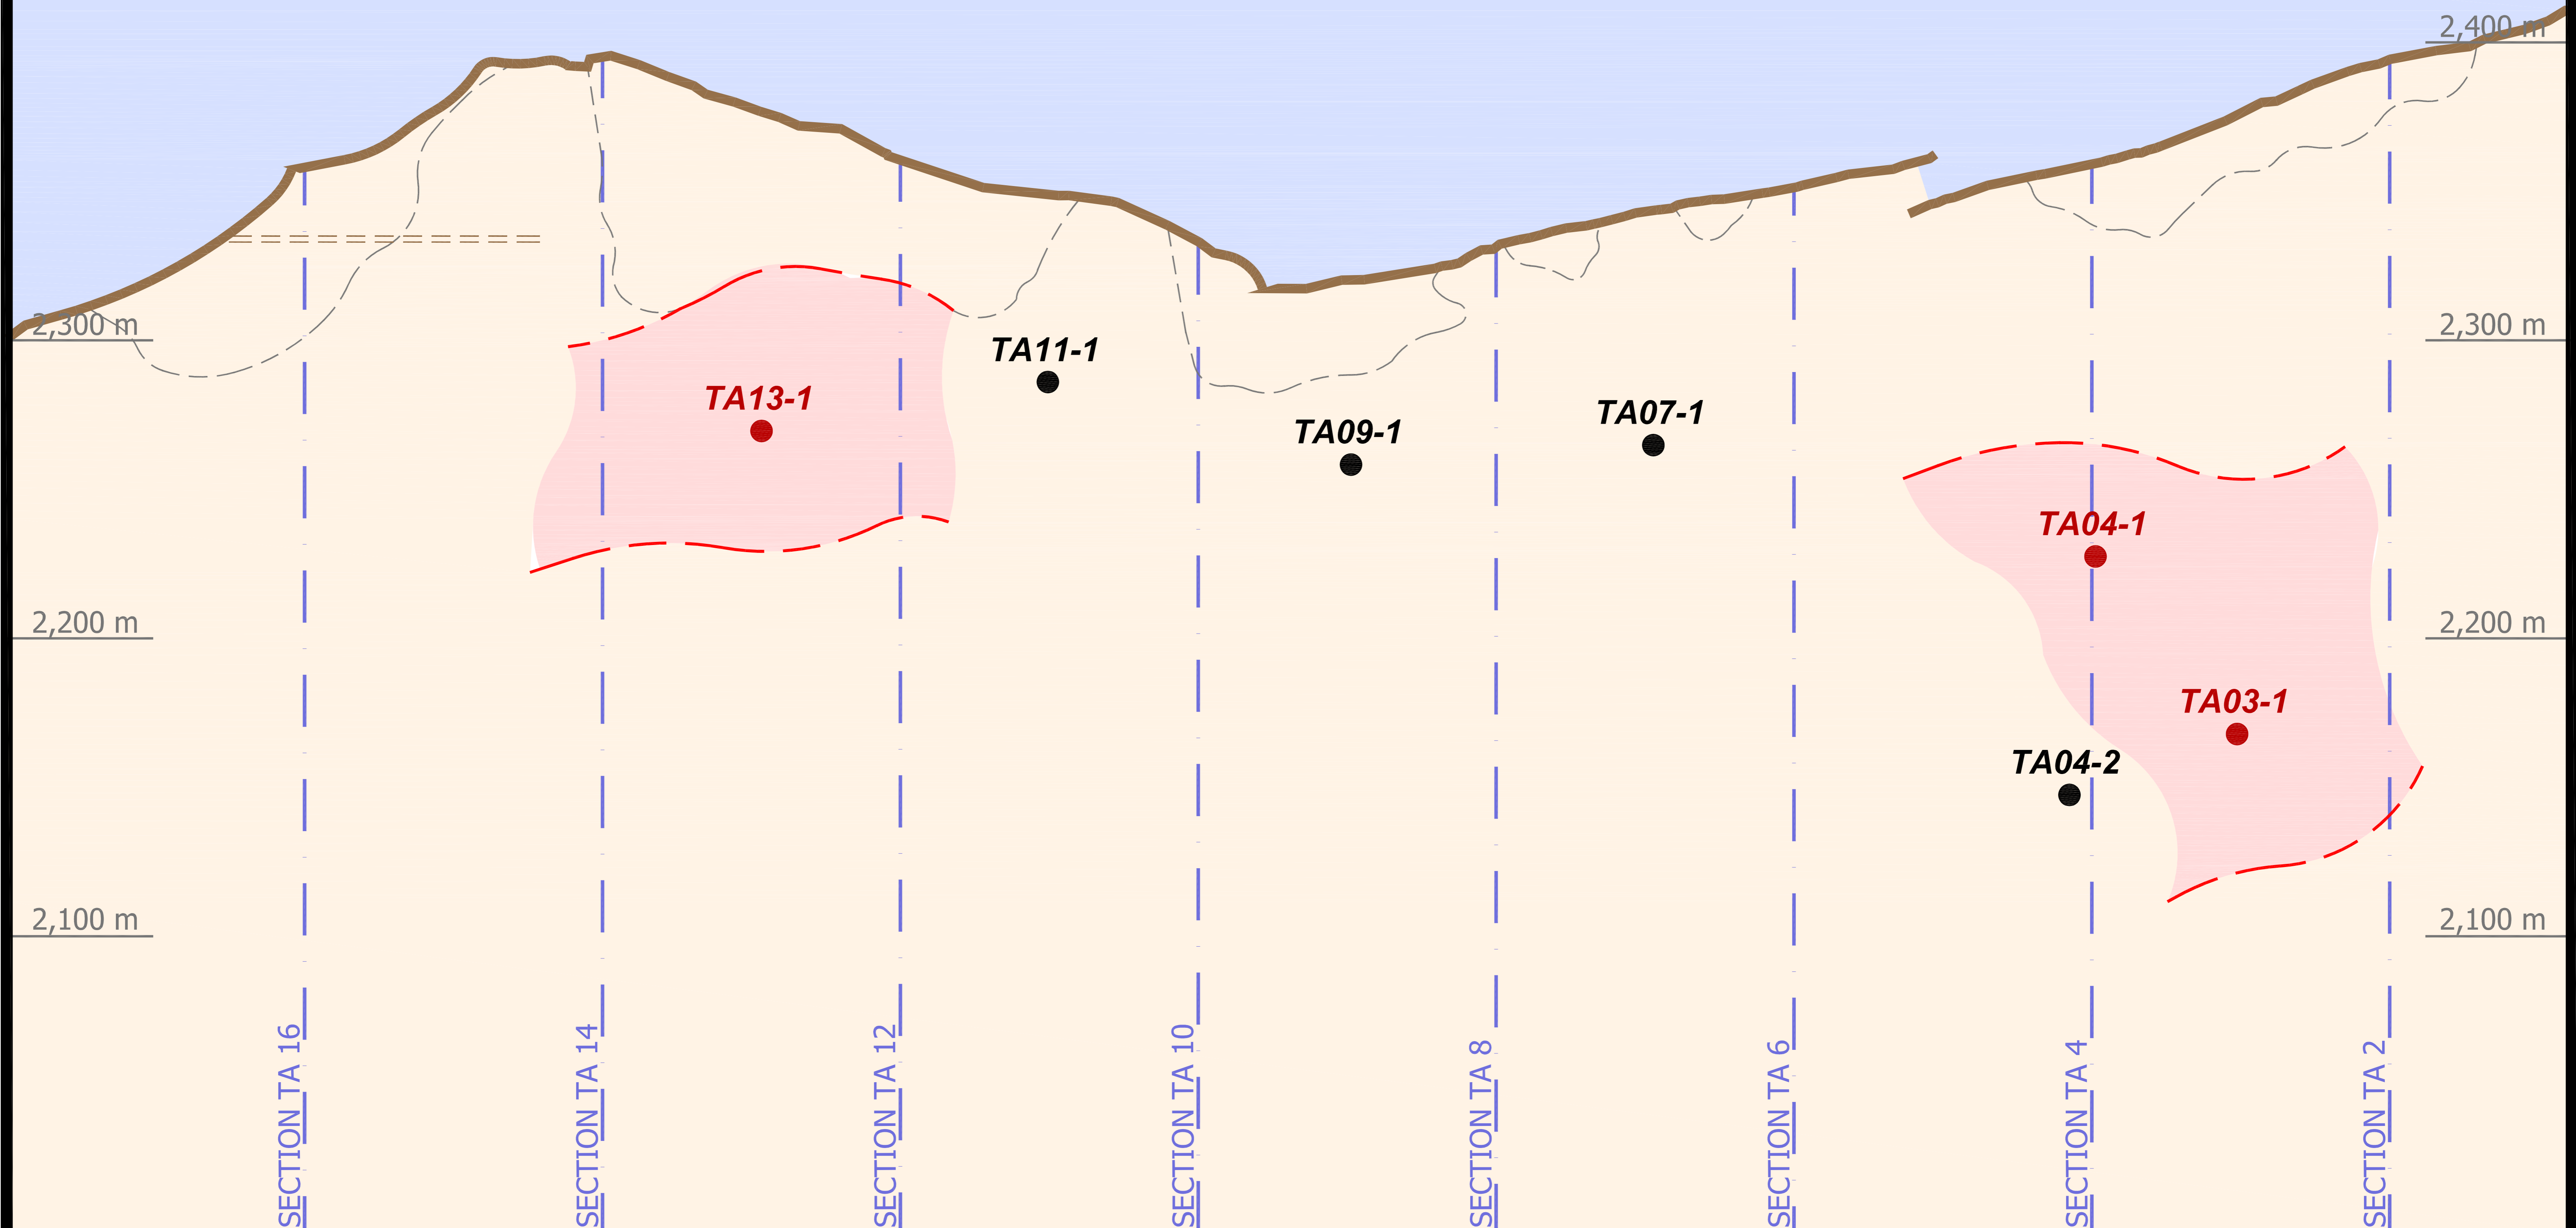 2,400 m
2,300 m
2,300 m
TA11-1
TA13-1
TA07-1
TA09-1
TA04-1
2,200 m
2,200 m
TA03-1
TA04-2
2,100 m
2,100 m
SECTION TA 16
SECTION TA 14
SECTION TA 12
SECTION TA 10
SECTION TA 8
SECTION TA 6
SECTION TA 4
SECTION TA 2